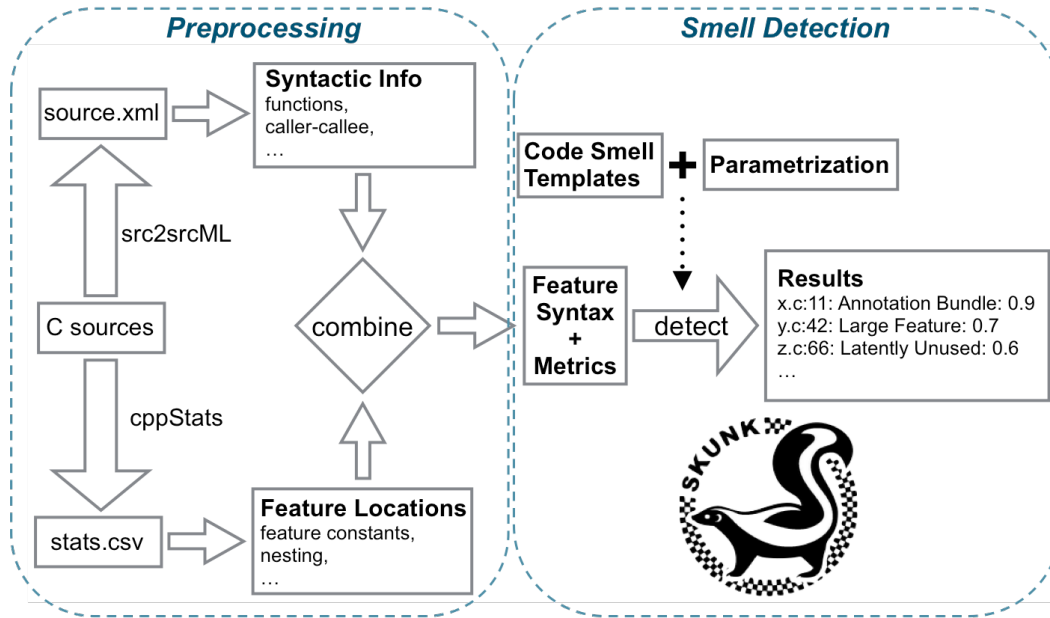 Preprocessing
Smell Detection
source.xml
Syntactic Info
functions,
caller-callee,
…
src2srcML
C sources
cppStats
stats.csv
Feature Locations
feature constants,
nesting,
…
combine
Code Smell
Templates
+
Parametrization
Feature
Syntax
+
Metrics
detect
Results
x.c:11: Annotation Bundle: 0.9
y.c:42: Large Feature: 0.7
z.c:66: Latently Unused: 0.6
…
SKUNK